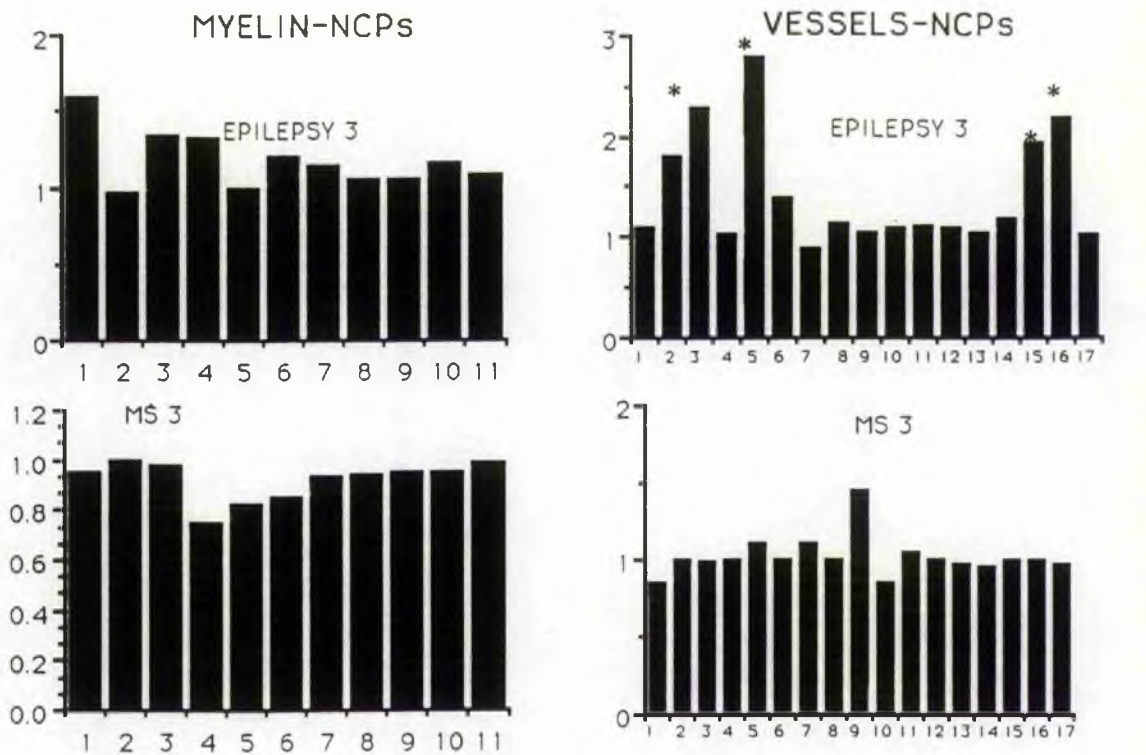 MYELIN-NCPs
2
1
0
EPILEPSY 3
1 2 3 4 5 6 7 8 9 10 11
VESSELS-NCPs
3
2
1
0
* * * *
EPILEPSY 3
1 2 3 4 5 6 7 8 9 10 11 12 13 14 15 16 17
1.2
1.0
0.8
0.6
0.4
0.2
0.0
MS 3
1 2 3 4 5 6 7 8 9 10 11
2
1
0
MS 3
1 2 3 4 5 6 7 8 9 10 11 12 13 14 15 16 17